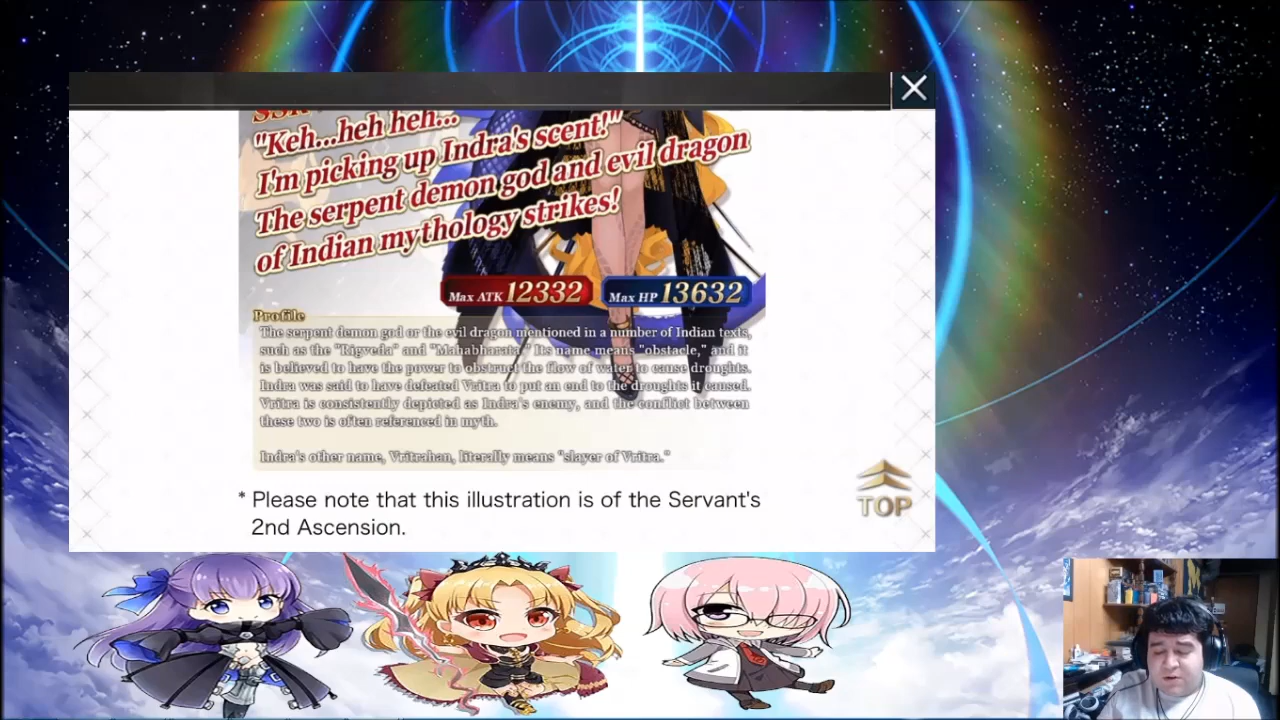 SSR
"Keh...heh heh...
I'm picking up Indra's scent!"
The serpent demon god and evil dragon
of Indian mythology strikes!
Max ATK 12332 Max HP 13632
Profile
The serpent demon god or the evil dragon mentioned in a number of Indian texts,
such as the "Rigveda" and "Mahabharata." Its name means "obstacle," and it
is believed to have the power to obstruct the flow of water to cause droughts.
Indra was said to have defeated Vritra to put an end to the droughts it caused.
Vritra is consistently depicted as Indra's enemy, and the conflict between
these two is often referenced in myth.
Indra's other name, Vritrahan, literally means "slayer of Vritra."
TOP
* Please note that this illustration is of the Servant's
2nd Ascension.